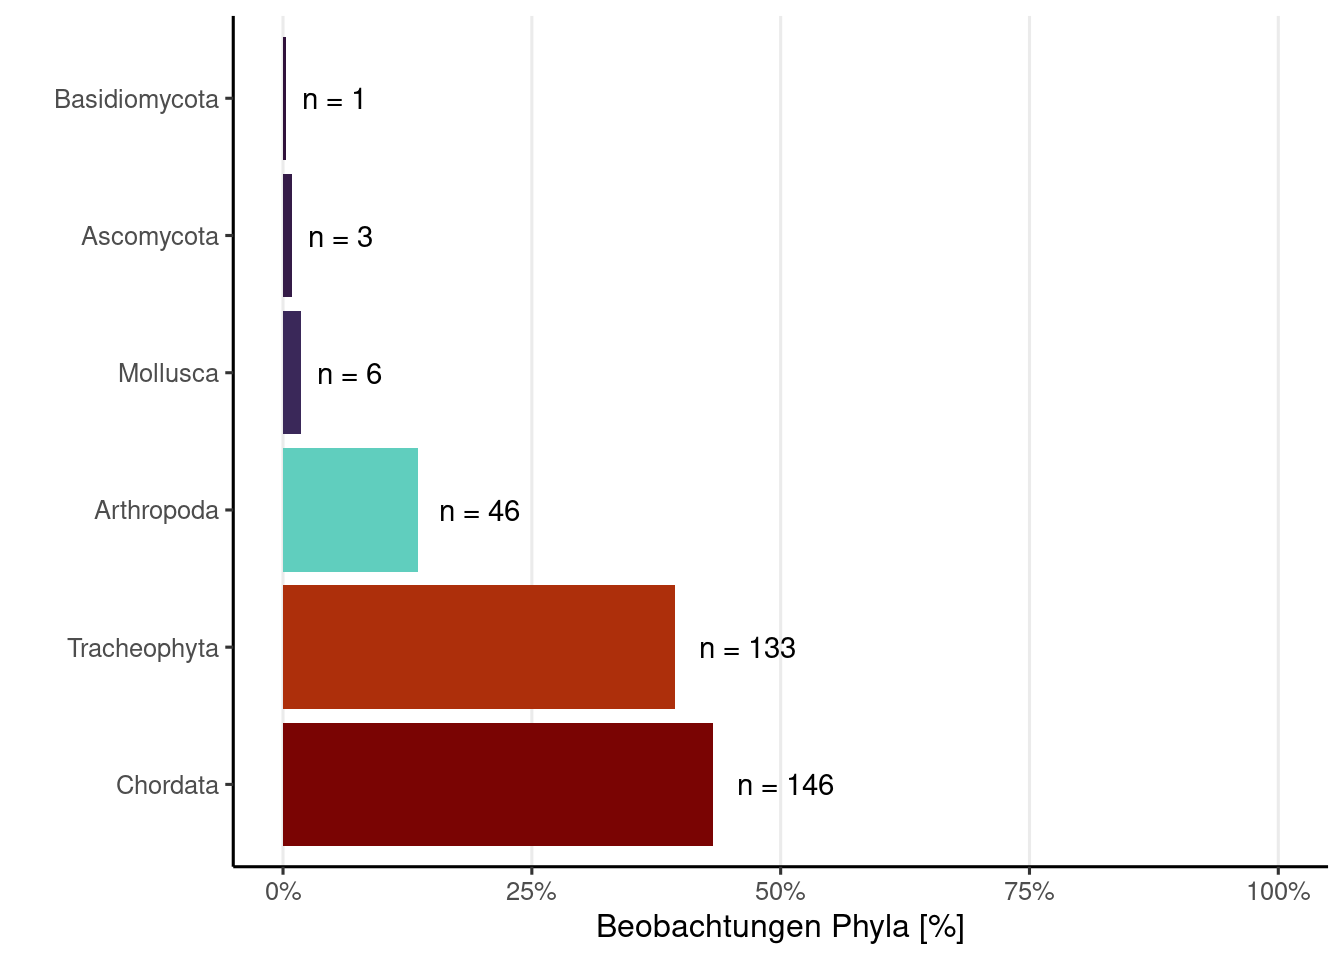 Basidiomycota n = 1
Ascomycota n = 3
Mollusca n = 6
Arthropoda n = 46
Tracheophyta n = 133
Chordata n = 146
0% 25% 50% 75% 100%
Beobachtungen Phyla [%]